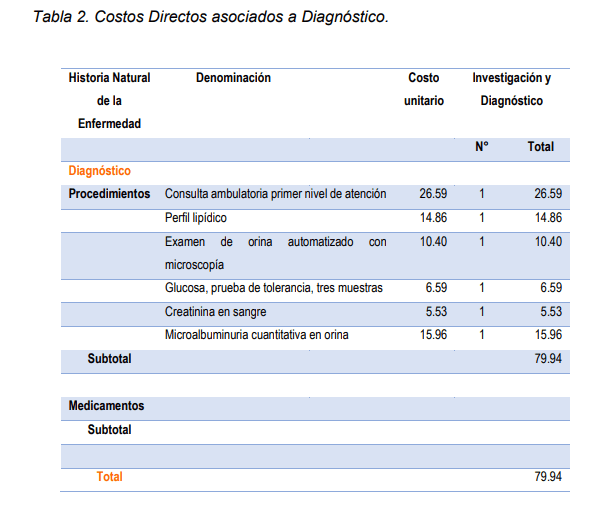 Tabla 2. Costos Directos asociados a Diagnóstico.
Historia Natural Denominación Costo Investigación y
de la unitario Diagnóstico
Enfermedad
N° Total
Diagnóstico
Procedimientos Consulta ambulatoria primer nivel de atención 26.59 1 26.59
Perfil lipídico 14.86 1 14.86
Examen de orina automatizado con 10.40 1 10.40
microscopía
Glucosa, prueba de tolerancia, tres muestras 6.59 1 6.59
Creatinina en sangre 5.53 1 5.53
Microalbuminuria cuantitativa en orina 15.96 1 15.96
Subtotal 79.94
Medicamentos
Subtotal
Total 79.94